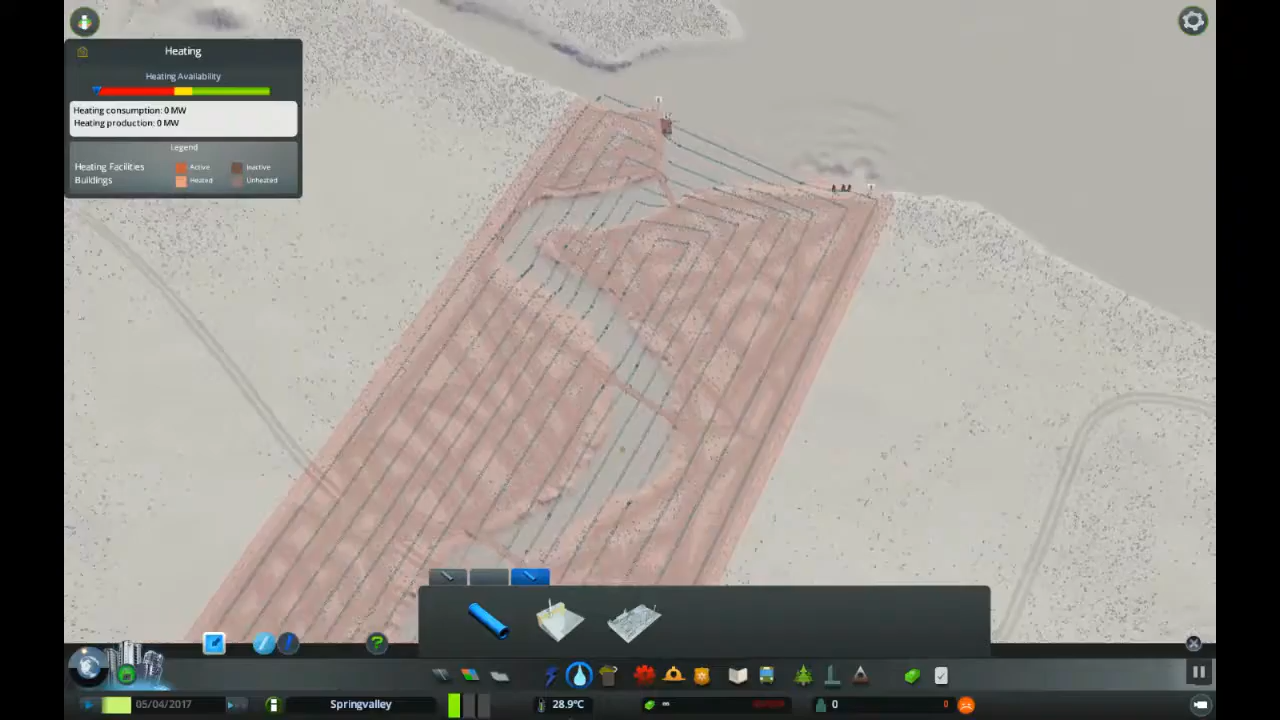 Heating
Heating Availability
Heating consumption: 0 MW
Heating production: 0 MW
Legend
Heating Facilities
Active
Inactive
Buildings
Heated
Unheated
?
05/04/2017
Springvalley
28.9°C
∞
0
0